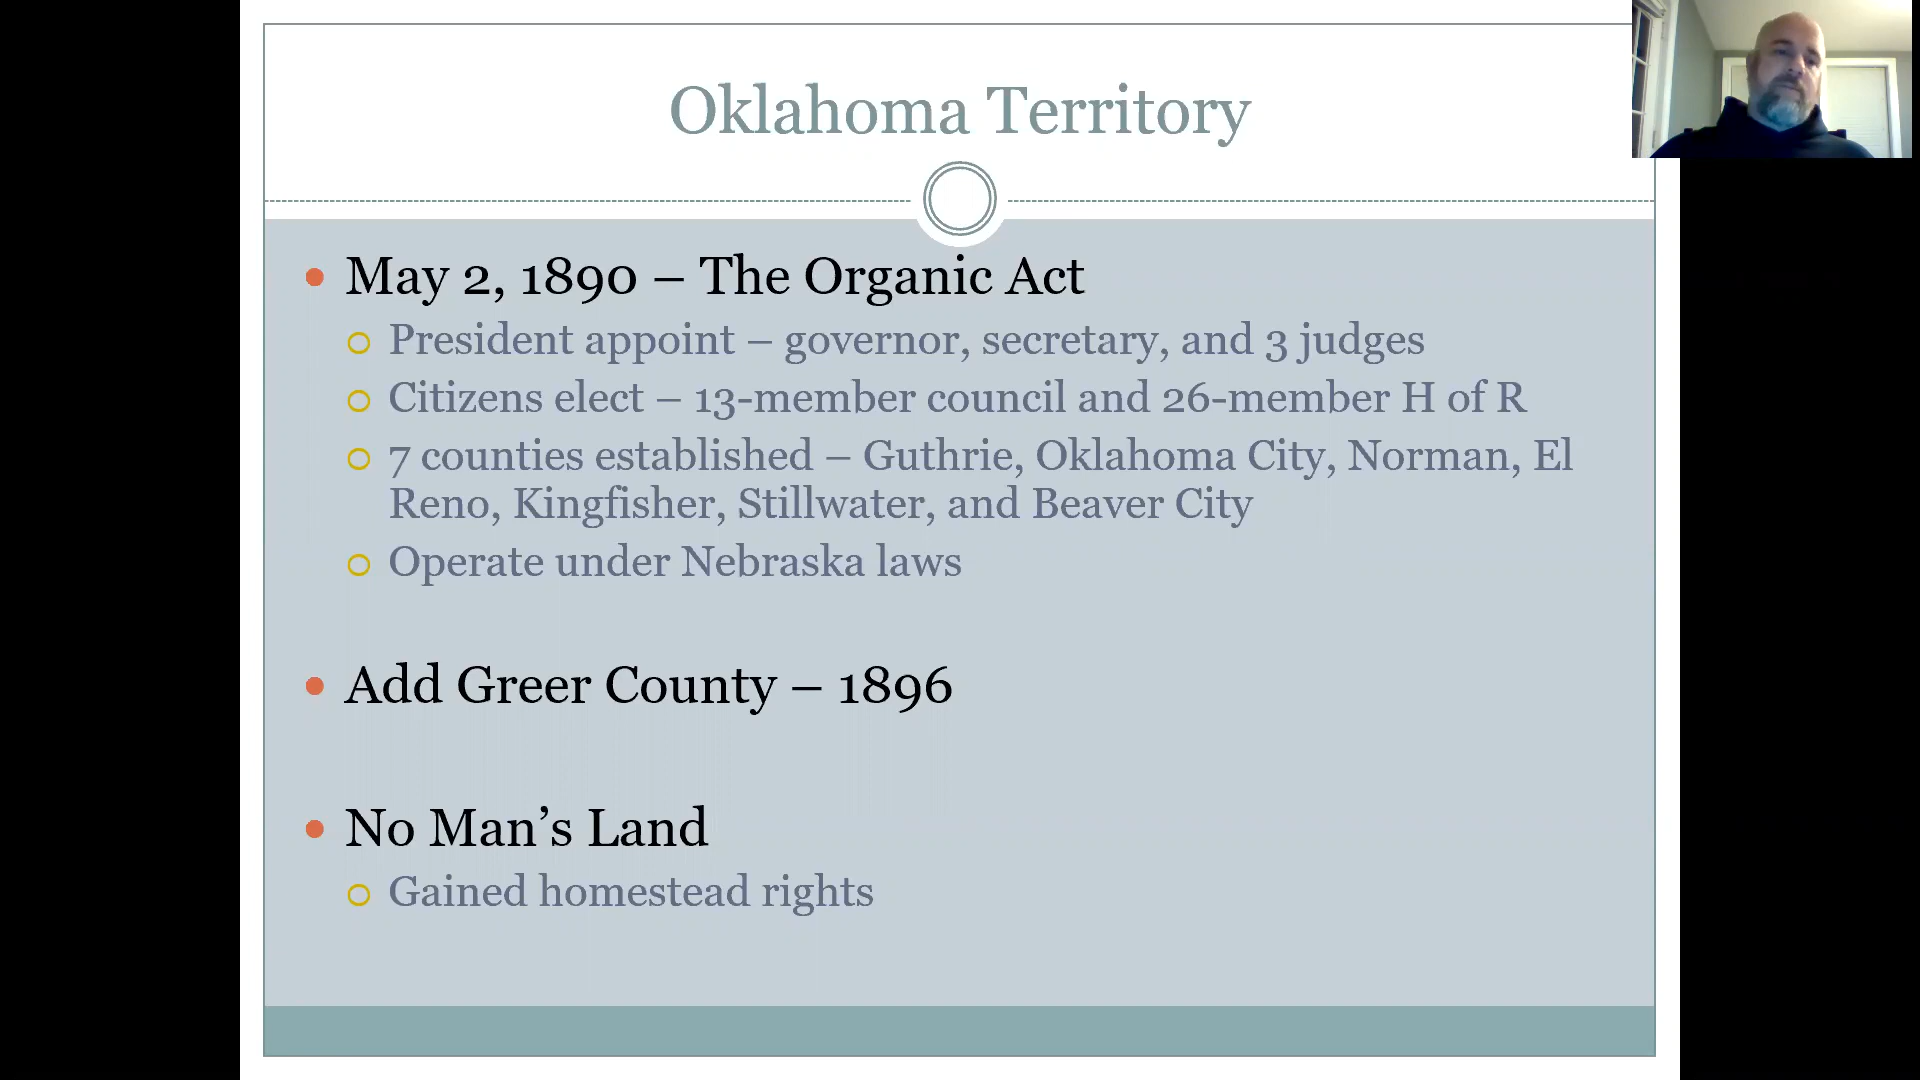 Oklahoma Territory
May 2, 1890 – The Organic Act
President appoint – governor, secretary, and 3 judges
Citizens elect – 13-member council and 26-member H of R
7 counties established – Guthrie, Oklahoma City, Norman, El
Reno, Kingfisher, Stillwater, and Beaver City
Operate under Nebraska laws
Add Greer County – 1896
No Man’s Land
Gained homestead rights